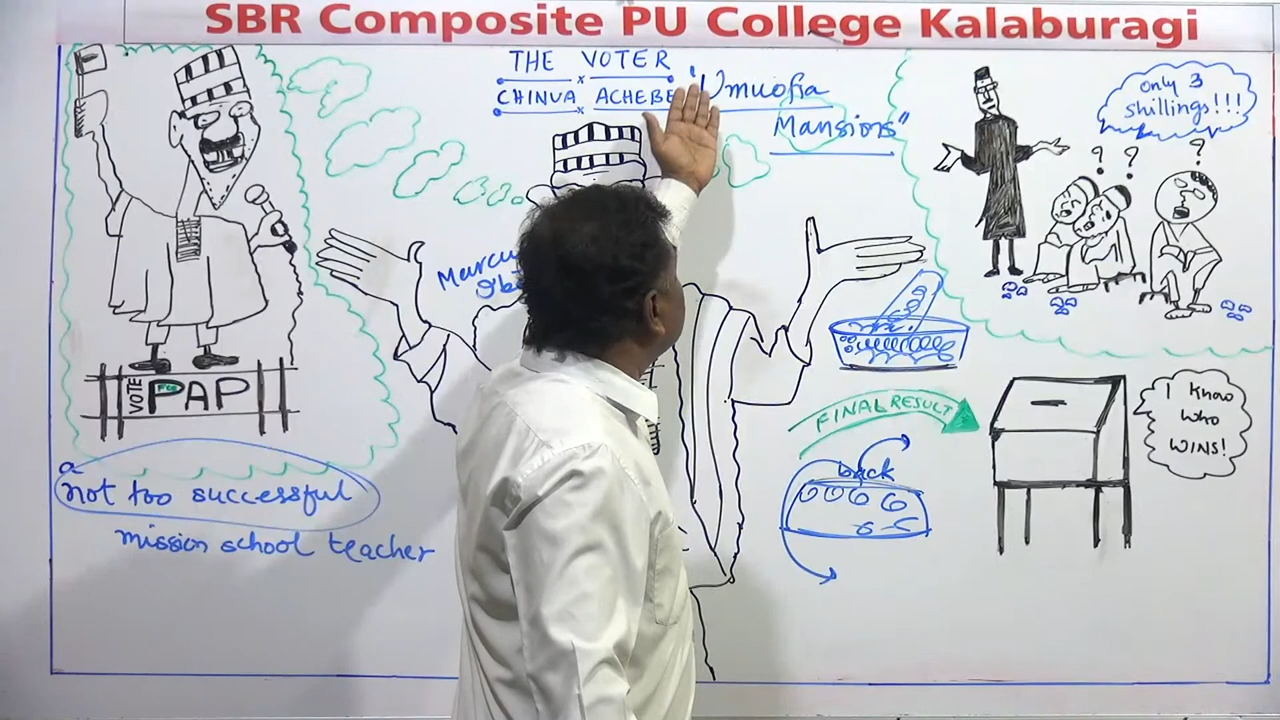 SBR Composite PU College Kalaburagi
THE VOTER
CHINUA ACHEBE
"Umuofia
Mansions"
only 3
shillings!!!
? ? ?
VOTE FOR PAP
FINAL RESULT
I KNOW
WHO
WINS!
back
a
not too successful
mission school teacher